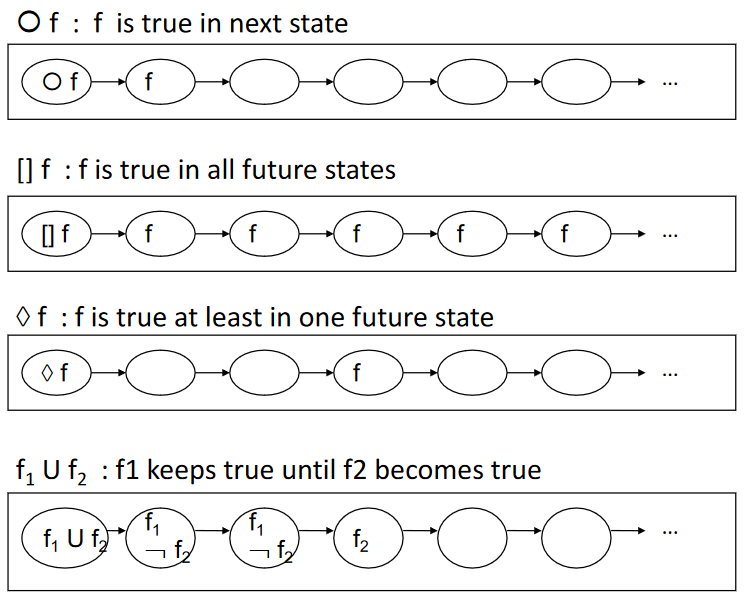 ○ f : f is true in next state
○ f f ...
[] f : f is true in all future states
[] f f f f f f ...
◊ f : f is true at least in one future state
◊ f f ...
f₁ U f₂ : f1 keeps true until f2 becomes true
f₁ U f₂ f₁ f₁ f₂ ...
¬ f₂ ¬ f₂